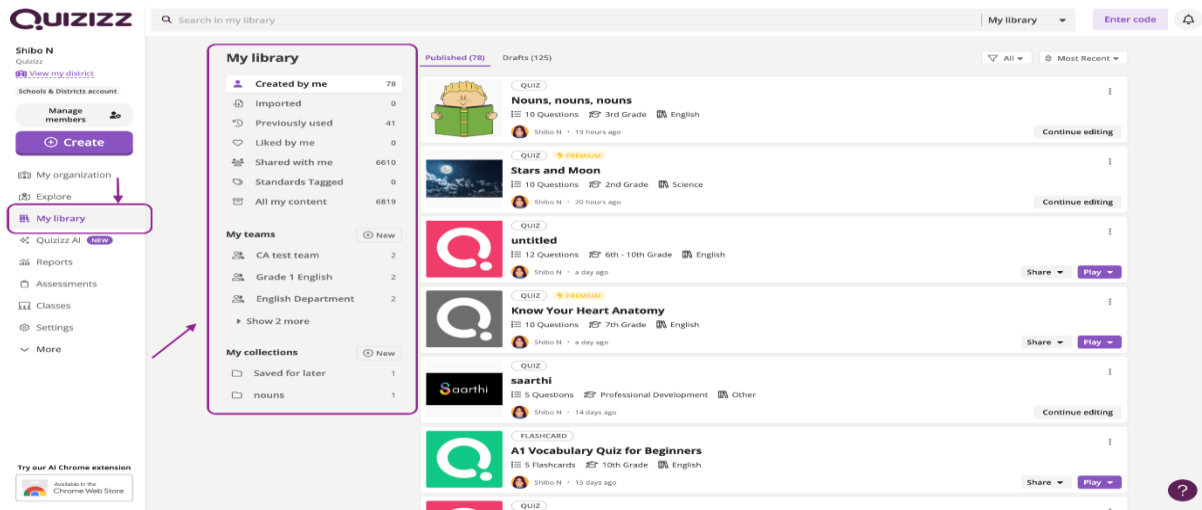 QUIZIZZ
Search in my library
My library
Enter code
Shibo N
Quizizz
View my district
Schools & Districts account
Manage members
Create
My organization
Explore
My library
Quizizz AI NEW
Reports
Assessments
Classes
Settings
More
Try our AI Chrome extension
Available in the
Chrome Web Store
My library
Created by me 78
Imported 0
Previously used 41
Liked by me 0
Shared with me 6610
Standards Tagged 0
All my content 6819
My teams New
CA test team 2
Grade 1 English 2
English Department 2
Show 2 more
My collections New
Saved for later 1
nouns 1
Published (78) Drafts (125)
All Most Recent
QUIZ
Nouns, nouns, nouns
10 Questions 3rd Grade English
Shibo N • 19 hours ago
Continue editing
QUIZ PREMIUM
Stars and Moon
10 Questions 2nd Grade Science
Shibo N • 20 hours ago
Continue editing
QUIZ
untitled
12 Questions 6th - 10th Grade English
Shibo N • a day ago
Share Play
QUIZ PREMIUM
Know Your Heart Anatomy
10 Questions 7th Grade English
Shibo N • a day ago
Share Play
Saarthi
QUIZ
saarthi
5 Questions Professional Development Other
Shibo N • 14 days ago
Continue editing
FLASHCARD
A1 Vocabulary Quiz for Beginners
5 Flashcards 10th Grade English
Shibo N • 15 days ago
Share Play
QUIZ
?